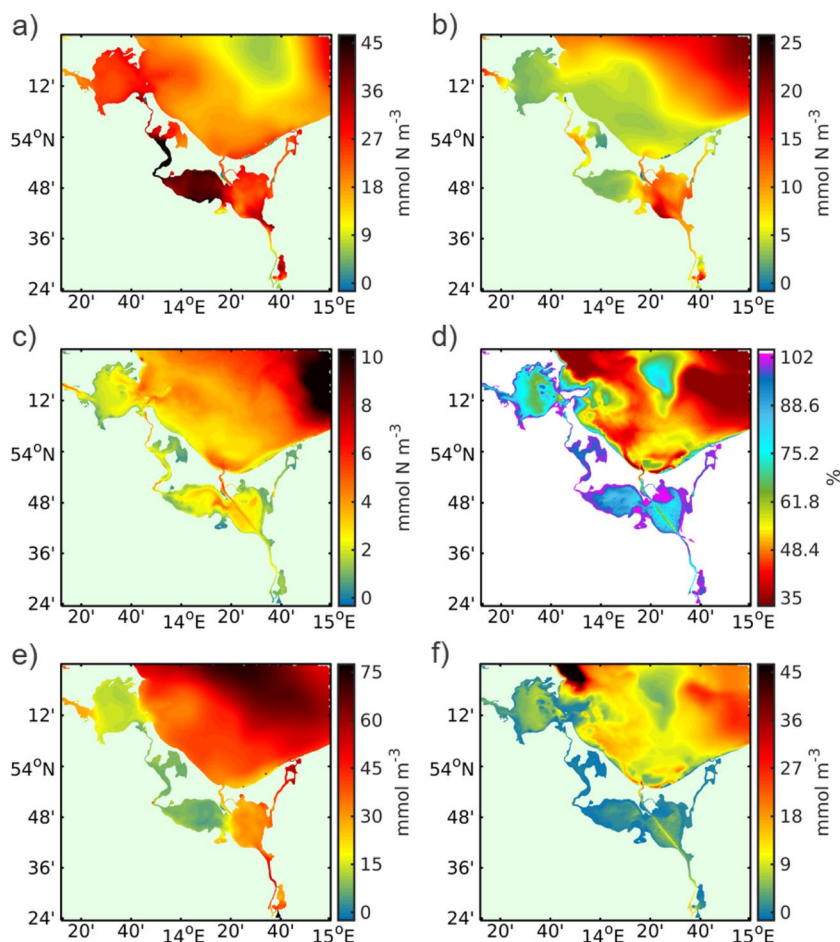 a) b)
45 25
12' 36 12' 20
54°N 27 54°N 15
48' 18 48' 10
36' 9 36' 5
24' 0 24' 0
mmol N m⁻³ mmol N m⁻³
20' 40' 14°E 20' 40' 15°E 20' 40' 14°E 20' 40' 15°E
c) d)
10 102
12' 8 12' 88.6
54°N 6 54°N 75.2
48' 4 48' 61.8
36' 2 36' 48.4
24' 0 24' 35
mmol N m⁻³ %
20' 40' 14°E 20' 40' 15°E 20' 40' 14°E 20' 40' 15°E
e) f)
75 45
12' 60 12' 36
54°N 45 54°N 27
48' 30 48' 18
36' 15 36' 9
24' 0 24' 0
mmol m⁻³ mmol m⁻³
20' 40' 14°E 20' 40' 15°E 20' 40' 14°E 20' 40' 15°E